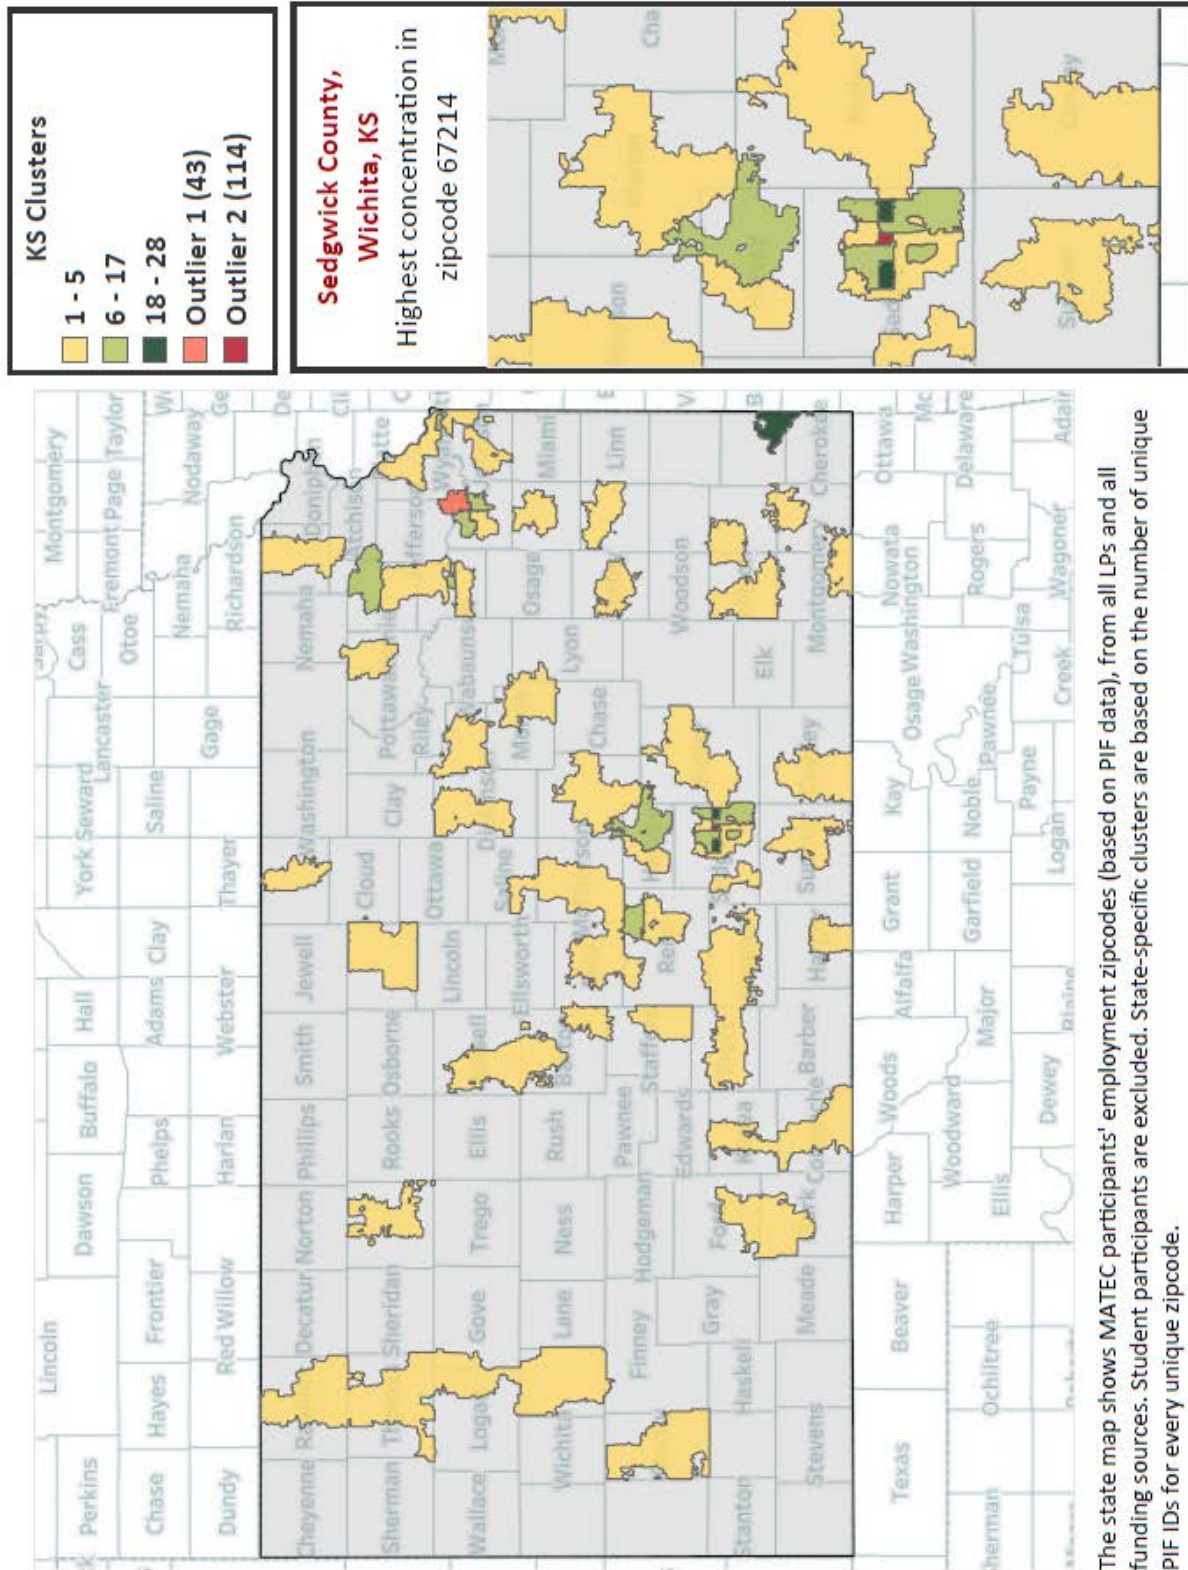 KS Clusters
1 - 5
6 - 17
18 - 28
Outlier 1 (43)
Outlier 2 (114)
Sedgwick County,
Wichita, KS
Highest concentration in
zipcode 67214
Lincoln
Montgomery
Perkins
Dawson
Buffalo
Hall
York
Seward
Lancaster
Cass
Fremont
Page
Taylor
Chase
Hayes
Frontier
Phelps
Adams
Clay
Saline
Otoe
Nemaha
Nodaway
Dundy
Red Willow
Harlan
Webster
Thayer
Gage
Richardson
Cheyenne
Decatur
Norton
Phillips
Smith
Jewell
Washington
Nemaha
Doniph
Sherman
Sheridan
Rooks
Osborne
Cloud
Clay
Pottawa
Riley
Ottawa
Wallace
Logan
Gove
Trego
Ellis
Lincoln
Ellsworth
Saline
Wabauns
Osage
Miami
Wichita
Lane
Ness
Rush
Chase
Lyon
Linn
Finney
Hodgeman
Pawnee
Staffo
Edwards
Woodson
Gray
Haskell
Stanton
Ford
Elk
Stevens
Meade
Barber
Montgomery
Cherokee
Texas
Beaver
Harper
Woods
Alfalfa
Grant
Kay
Osage
Washington
Nowata
Ottawa
Ochiltree
Ellis
Woodward
Major
Garfield
Noble
Pawnee
Rogers
Delaware
Mc
Dewey
Logan
Payne
Creek
Tulsa
Wagoner
Adair
Cha
The state map shows MATEC participants' employment zipcodes (based on PIF data), from all LPs and all
funding sources. Student participants are excluded. State-specific clusters are based on the number of unique
PIF IDs for every unique zipcode.